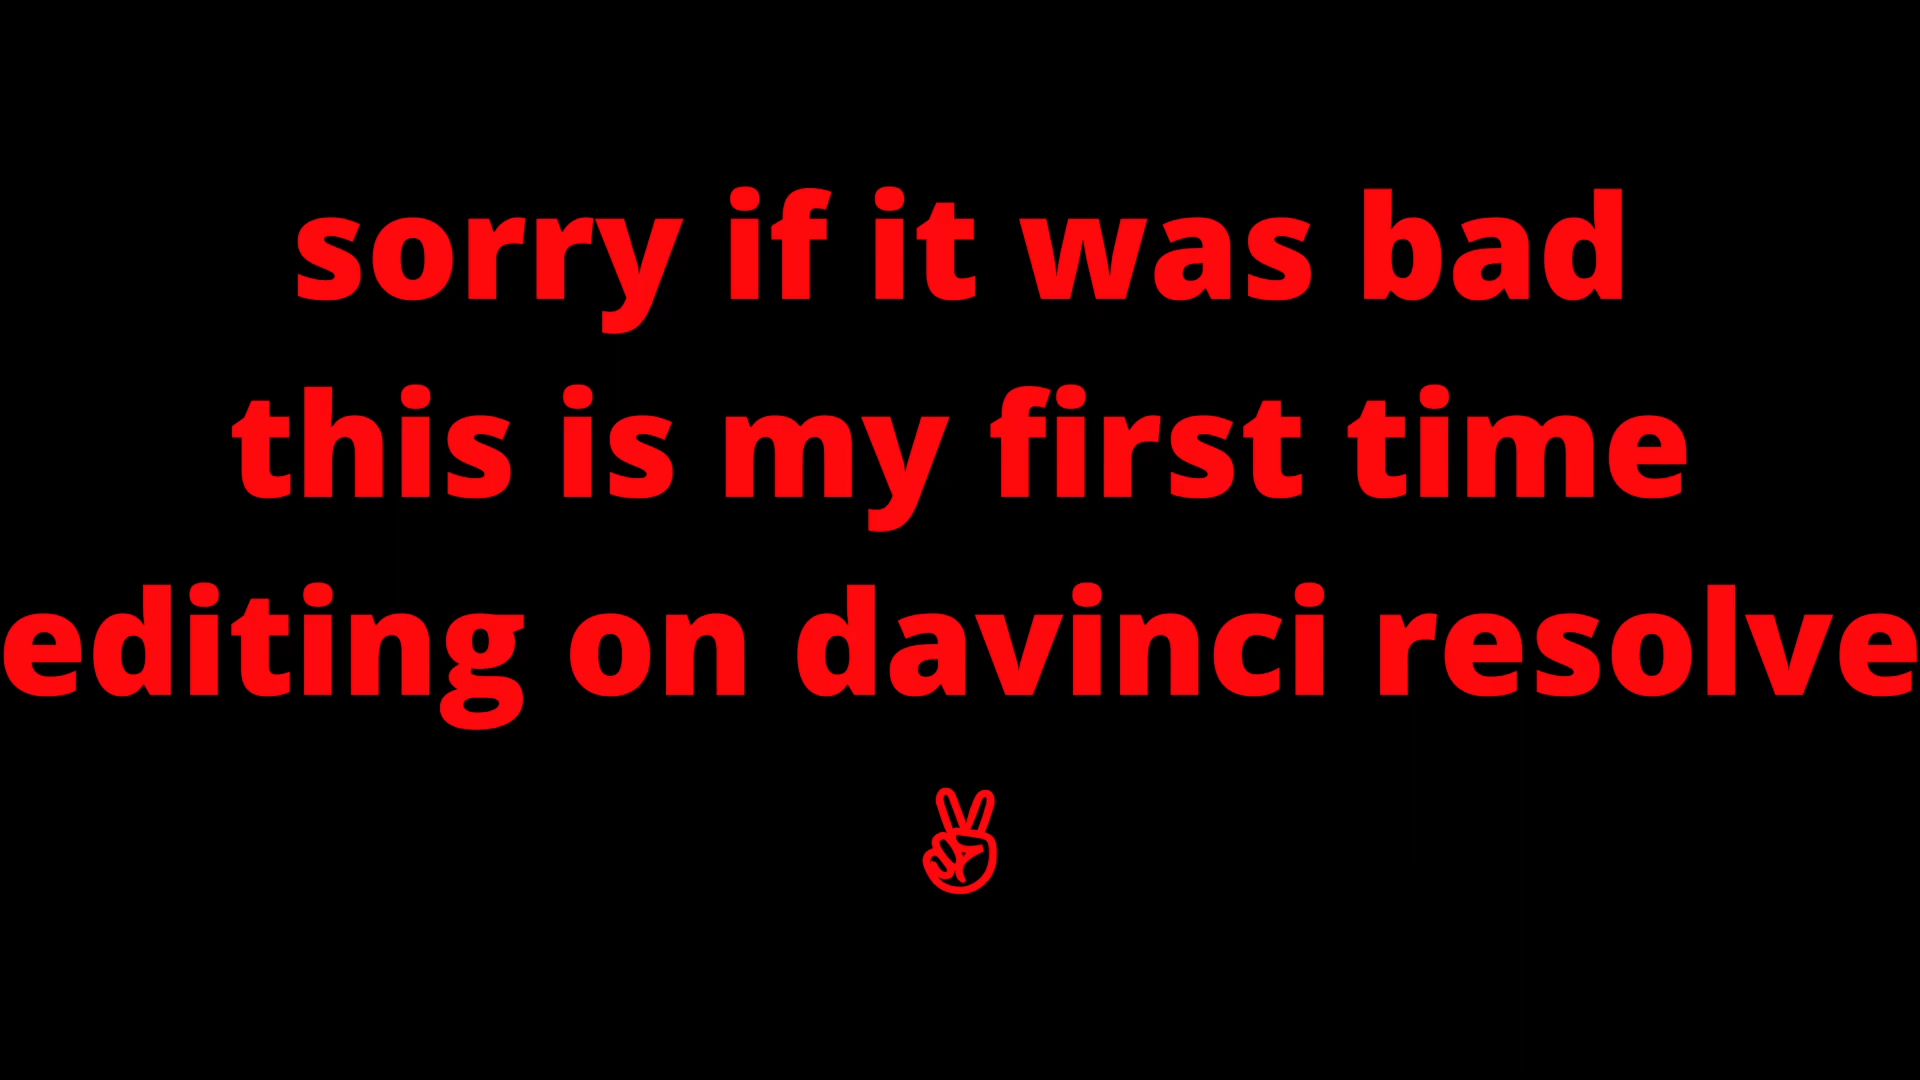 sorry if it was bad
this is my first time
editing on davinci resolve
✌